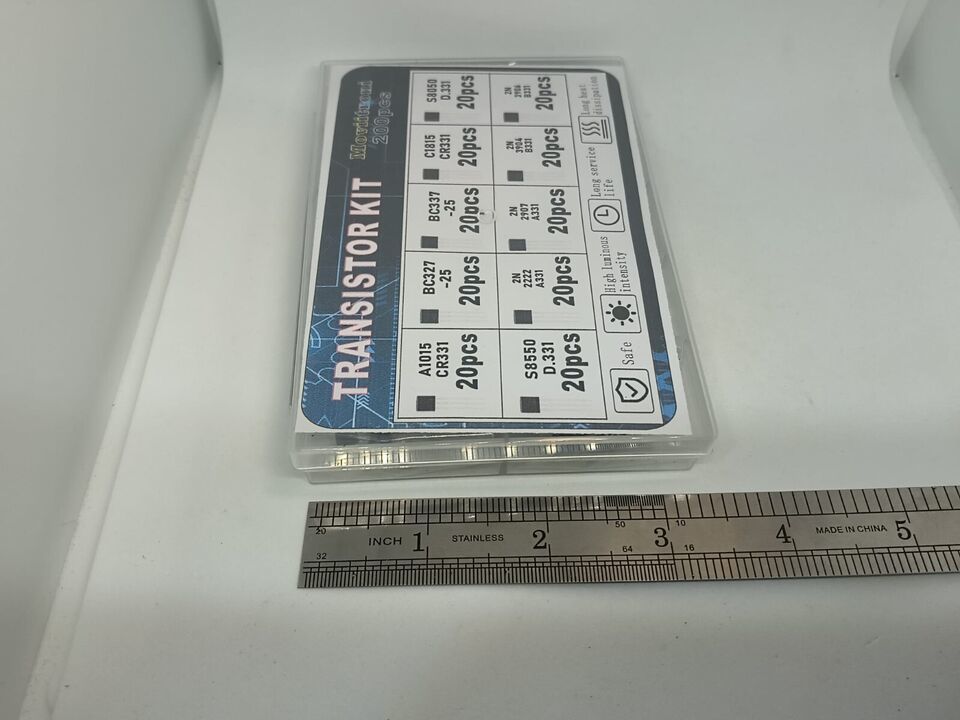 TRANSISTOR KIT
200pcs
A1015
CR331
20pcs
BC327
-25
20pcs
BC337
-25
20pcs
C1815
CR331
20pcs
S8050
D.331
20pcs
S8550
D.331
20pcs
2N
2222
A331
20pcs
2N
2907
A331
20pcs
2N
3904
B331
20pcs
2N
B331
20pcs
Safe
High luminous
intensity
Long service
life
Long heat
dissipation
20 50 10
INCH 1 STAINLESS 2 3 4 MADE IN CHINA 5
32 64 16